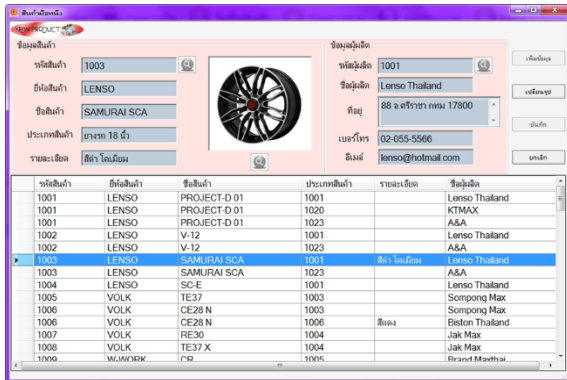 สินค้ามือหนึ่ง
NEW PRODUCT
ข้อมูลสินค้า
รหัสสินค้า 1003
ยี่ห้อสินค้า LENSO
ชื่อสินค้า SAMURAI SCA
ประเภทสินค้า ยางรถ 18 นิ้ว
รายละเอียด สีดำ โคเมี่ยม
ข้อมูลผู้ผลิต
รหัสผู้ผลิต 1001
ชื่อผู้ผลิต Lenso Thailand
ที่อยู่ 88 อ.ศรีราชา กทม 17800
เบอร์โทร 02-055-5566
อีเมล์ lenso@hotmail.com
เพิ่มข้อมูล
เปลี่ยนรูป
บันทึก
ยกเลิก
รหัสสินค้า ยี่ห้อสินค้า ชื่อสินค้า ประเภทสินค้า รายละเอียด ชื่อผู้ผลิต
1001 LENSO PROJECT-D 01 1001 Lenso Thailand
1001 LENSO PROJECT-D 01 1020 KTMAX
1001 LENSO PROJECT-D 01 1023 A&A
1002 LENSO V-12 1001 Lenso Thailand
1002 LENSO V-12 1023 A&A
1003 LENSO SAMURAI SCA 1001 สีดำ โคเมี่ยม Lenso Thailand
1003 LENSO SAMURAI SCA 1023 A&A
1004 LENSO SC-E 1001 Lenso Thailand
1005 VOLK TE37 1003 Sompong Max
1006 VOLK CE28 N 1003 Sompong Max
1006 VOLK CE28 N 1006 สีแดง Biston Thailand
1007 VOLK RE30 1004 Jak Max
1008 VOLK TE37 X 1004 Jak Max
1009 W-WORK CR 1005 Brand Maxthai